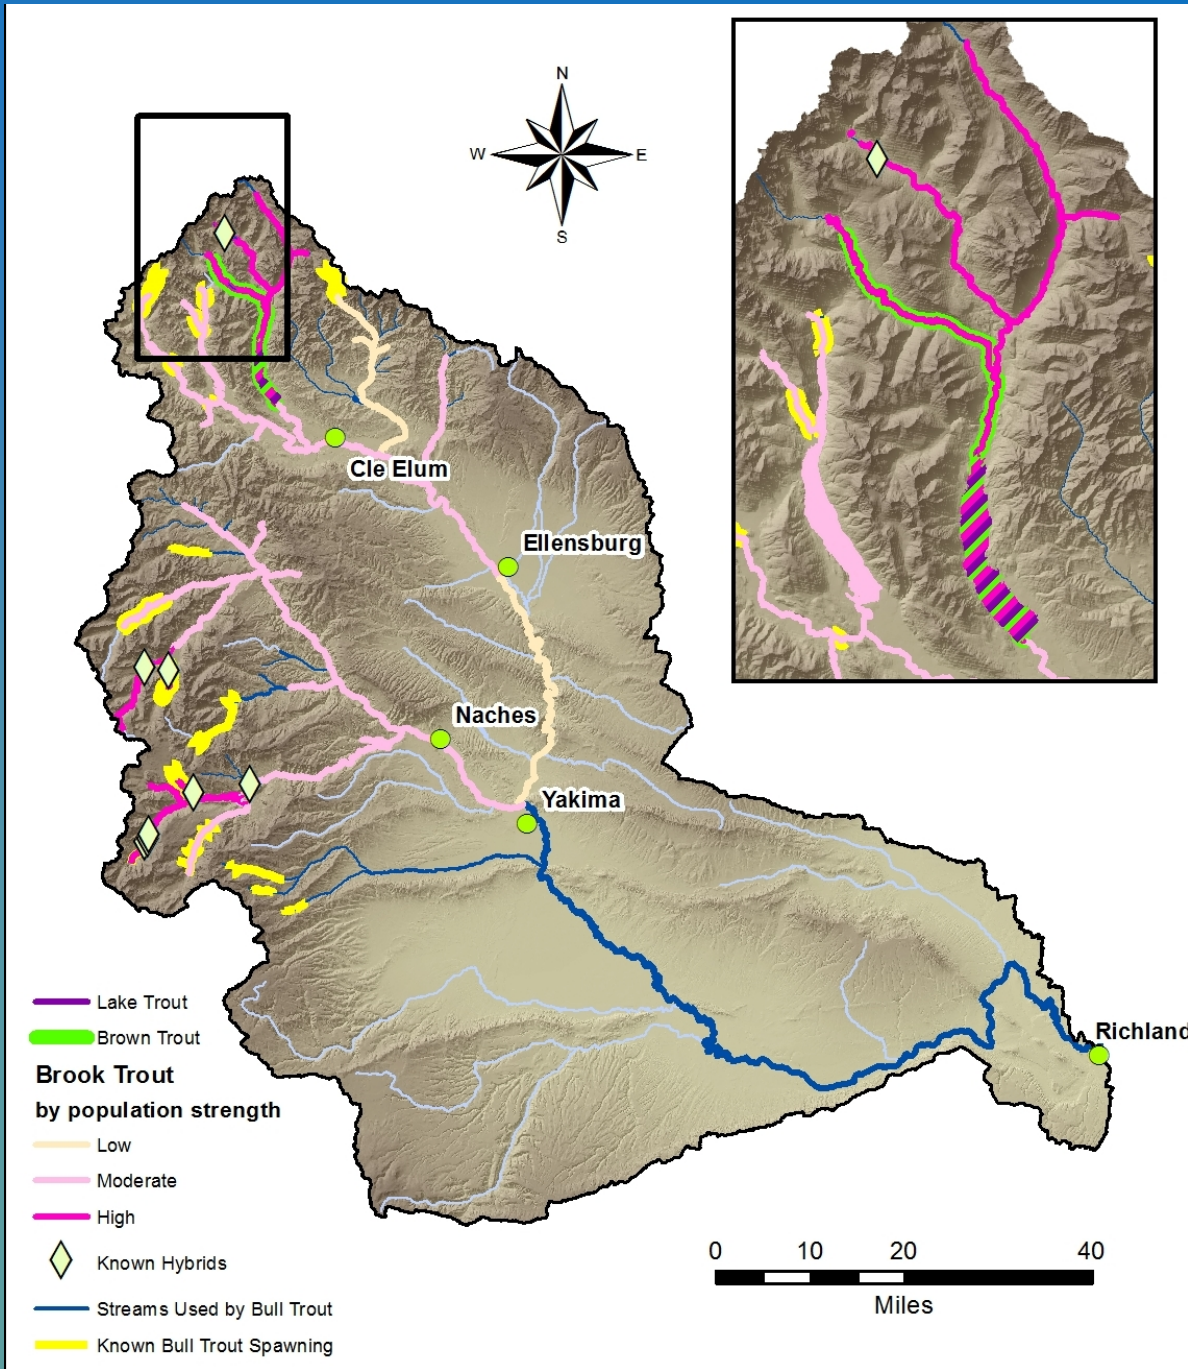 N
W
E
S
Cle Elum
Ellensburg
Naches
Yakima
Richland
Lake Trout
Brown Trout
Brook Trout
by population strength
Low
Moderate
High
Known Hybrids
Streams Used by Bull Trout
Known Bull Trout Spawning
0 10 20 40
Miles